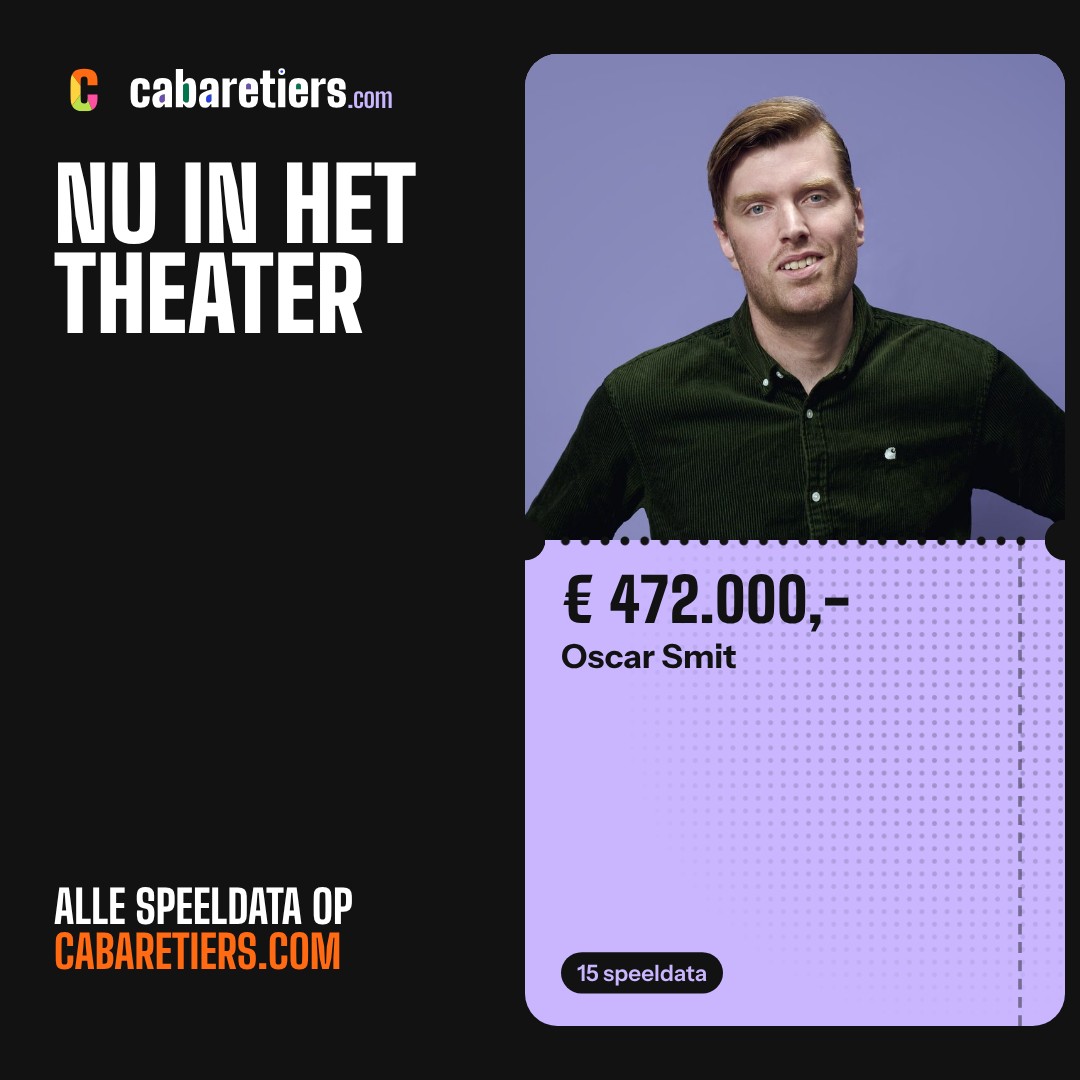 cabaretiers.com
NU IN HET
THEATER
€ 472.000,-
Oscar Smit
15 speeldata
ALLE SPEELDATA OP
CABARETIERS.COM